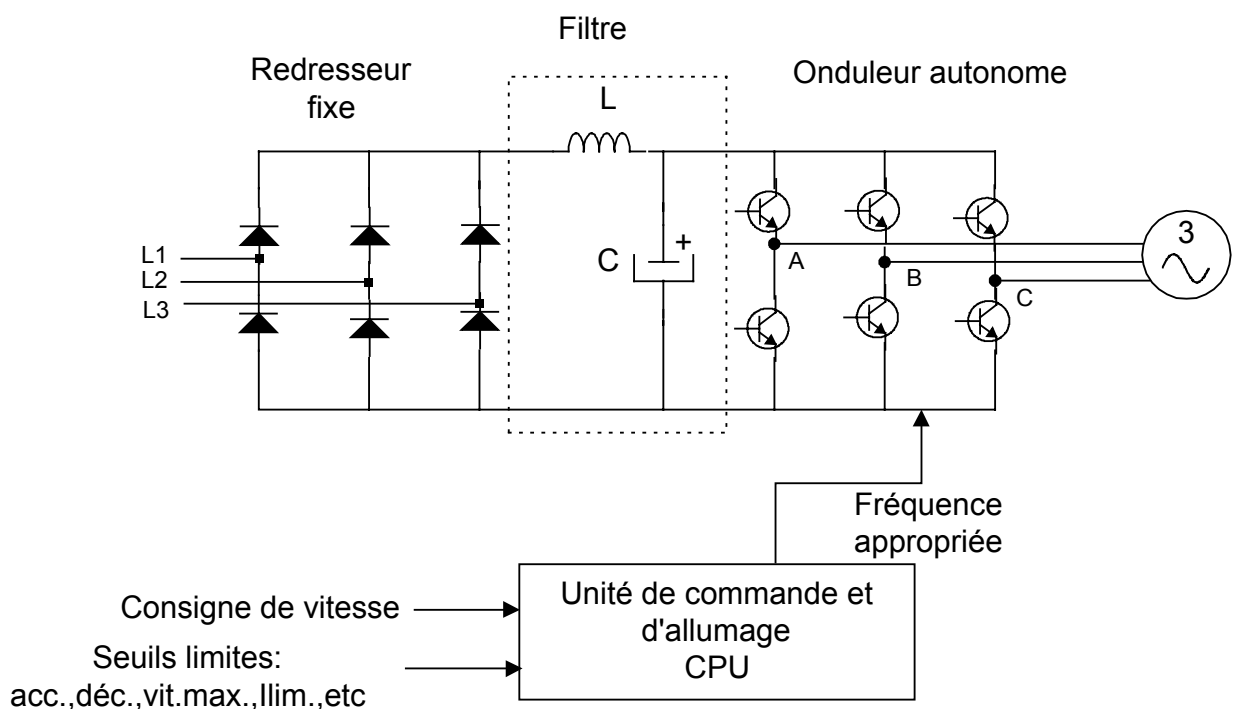 Filtre
Redresseur
fixe
Onduleur autonome
L
L1
L2
L3
C
+
A
B
C
3
Fréquence
appropriée
Consigne de vitesse
Seuils limites:
acc.,déc.,vit.max.,Ilim.,etc
Unité de commande et
d'allumage
CPU